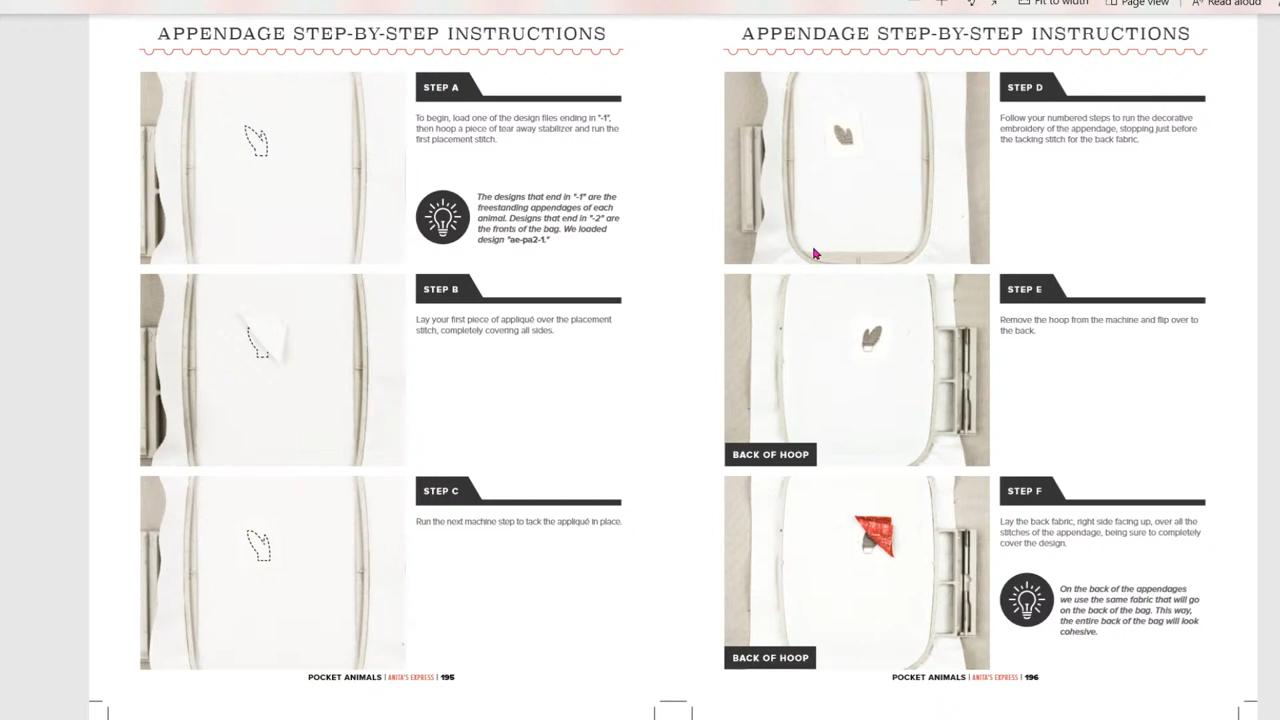 Fit to width
Page view
Read aloud
APPENDAGE STEP-BY-STEP INSTRUCTIONS
STEP A
To begin, load one of the design files ending in "-1",
then hoop a piece of tear away stabilizer and run the
first placement stitch.
The designs that end in "-1" are the
freestanding appendages of each
animal. Designs that end in "-2" are
the fronts of the bag. We loaded
design "ae-pa2-1."
STEP B
Lay your first piece of appliqué over the placement
stitch, completely covering all sides.
STEP C
Run the next machine step to tack the appliqué in place.
POCKET ANIMALS | ANITA'S EXPRESS | 195
APPENDAGE STEP-BY-STEP INSTRUCTIONS
STEP D
Follow your numbered steps to run the decorative
embroidery of the appendage, stopping just before
the tacking stitch for the back fabric.
STEP E
Remove the hoop from the machine and flip over to
the back.
BACK OF HOOP
STEP F
Lay the back fabric, right side facing up, over all the
stitches of the appendage, being sure to completely
cover the design.
On the back of the appendages
we use the same fabric that will go
on the back of the bag. This way,
the entire back of the bag will look
cohesive.
BACK OF HOOP
POCKET ANIMALS | ANITA'S EXPRESS | 196